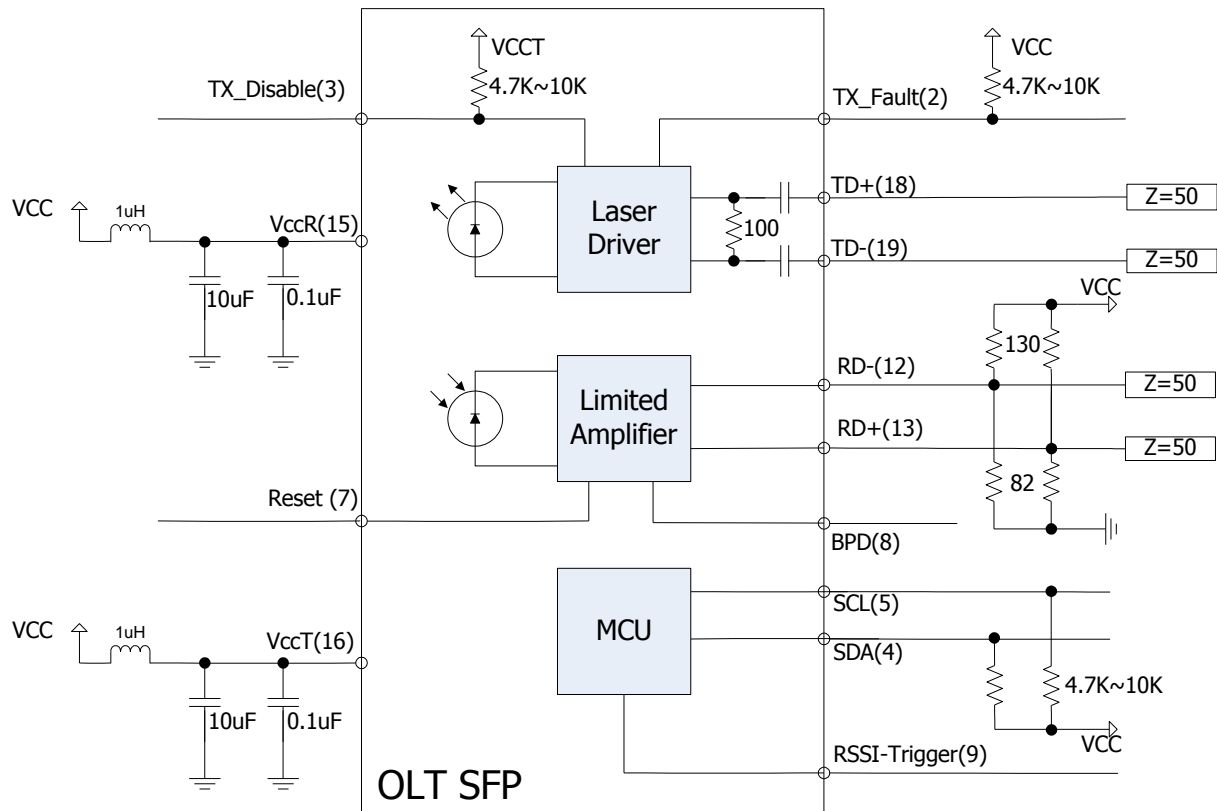 VCCT
VCC
TX_Disable(3)
4.7K~10K
TX_Fault(2)
4.7K~10K
TD+(18)
Z=50
VCC
1uH
VccR(15)
Laser
Driver
100
TD-(19)
Z=50
10uF
0.1uF
VCC
130
RD-(12)
Z=50
Limited
Amplifier
RD+(13)
Z=50
82
Reset (7)
BPD(8)
SCL(5)
MCU
SDA(4)
VCC
1uH
VccT(16)
4.7K~10K
10uF
0.1uF
VCC
RSSI-Trigger(9)
OLT SFP